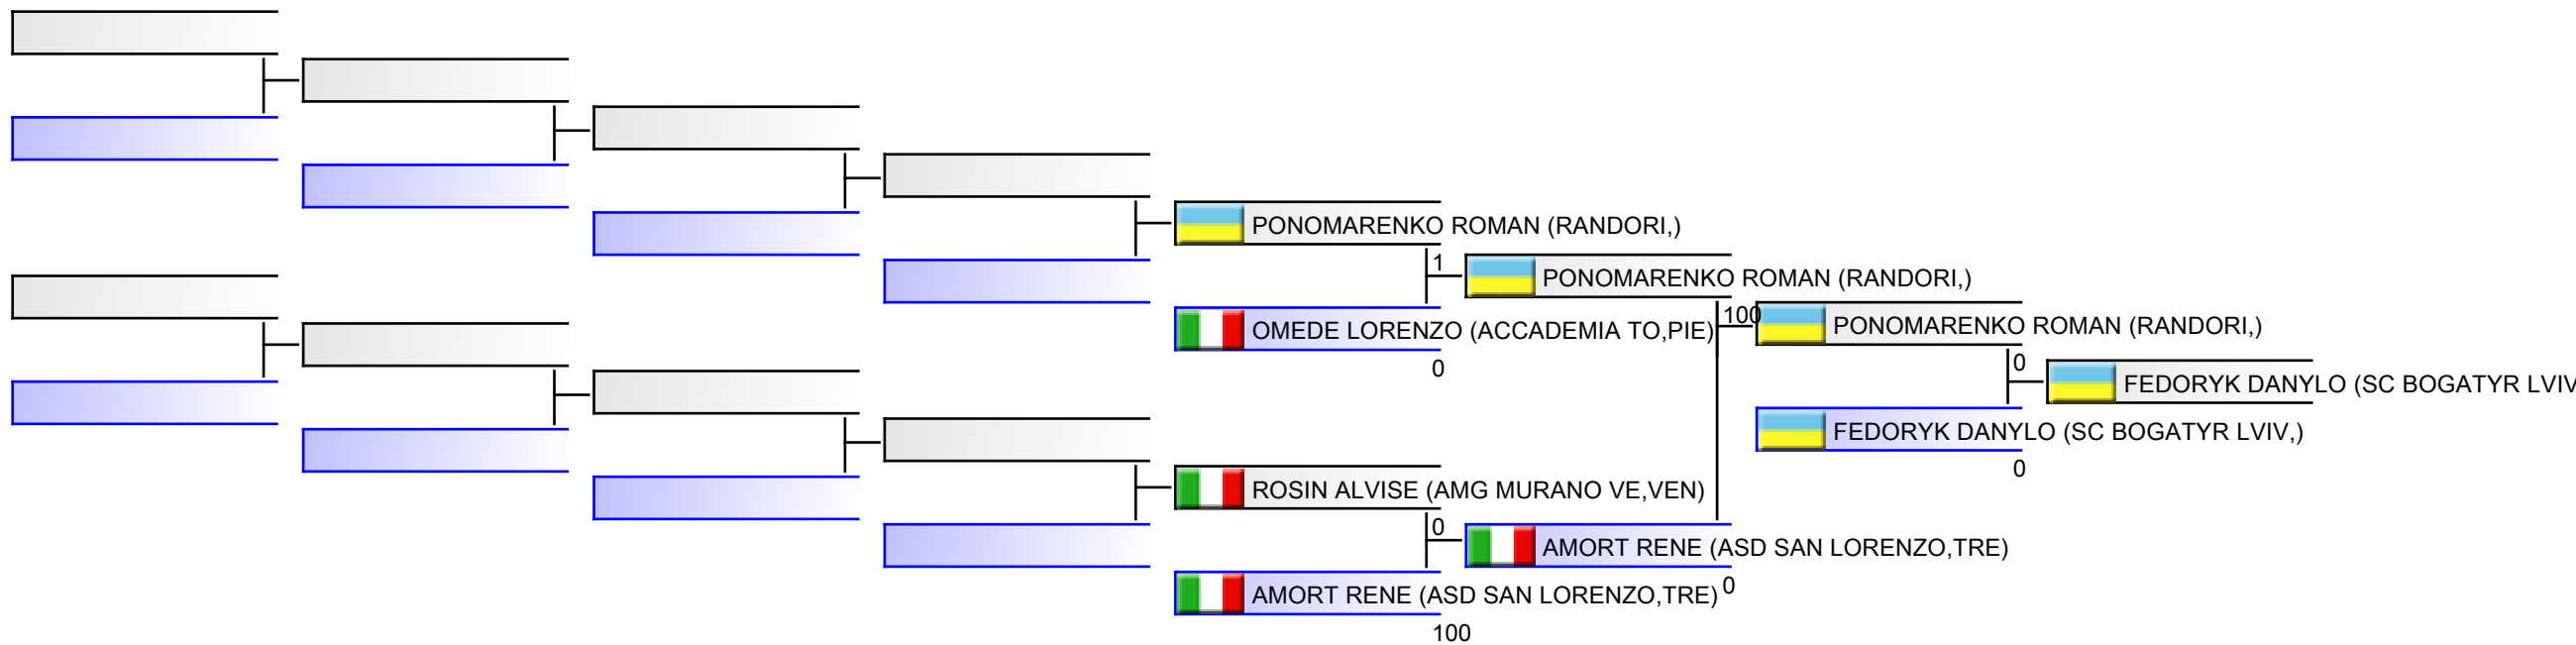 PONOMARENKO ROMAN (RANDORI,)
1
PONOMARENKO ROMAN (RANDORI,)
OMEDE LORENZO (ACCADEMIA TO,PIE)
0
100
PONOMARENKO ROMAN (RANDORI,)
0
FEDORYK DANYLO (SC BOGATYR LVIV
FEDORYK DANYLO (SC BOGATYR LVIV,)
0
ROSIN ALVISE (AMG MURANO VE,VEN)
0
AMORT RENE (ASD SAN LORENZO,TRE)
0
AMORT RENE (ASD SAN LORENZO,TRE)
100